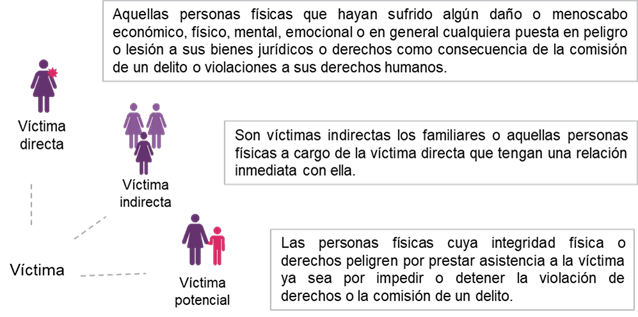 Aquellas personas físicas que hayan sufrido algún daño o menoscabo
económico, físico, mental, emocional o en general cualquiera puesta en peligro
o lesión a sus bienes jurídicos o derechos como consecuencia de la comisión
de un delito o violaciones a sus derechos humanos.
Víctima
directa
Son víctimas indirectas los familiares o aquellas personas
físicas a cargo de la víctima directa que tengan una relación
inmediata con ella.
Víctima
indirecta
Las personas físicas cuya integridad física o
derechos peligren por prestar asistencia a la víctima
ya sea por impedir o detener la violación de
derechos o la comisión de un delito.
Víctima
Víctima
potencial